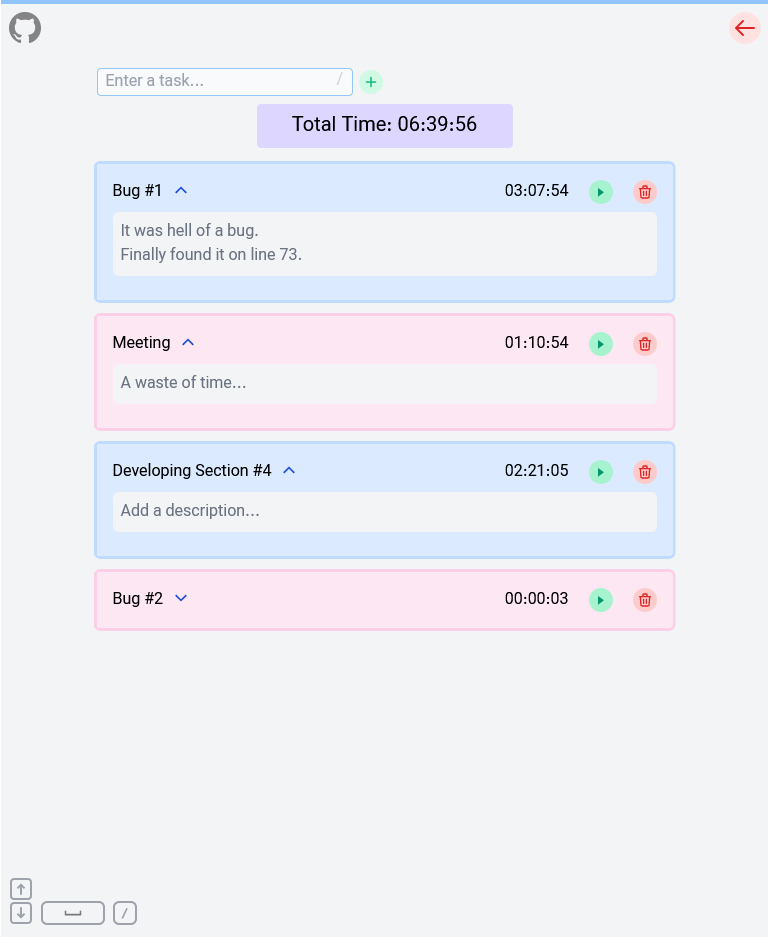 Enter a task... /
Total Time: 06:39:56
Bug #1 03:07:54
It was hell of a bug.
Finally found it on line 73.
Meeting 01:10:54
A waste of time...
Developing Section #4 02:21:05
Add a description...
Bug #2 00:00:03
/